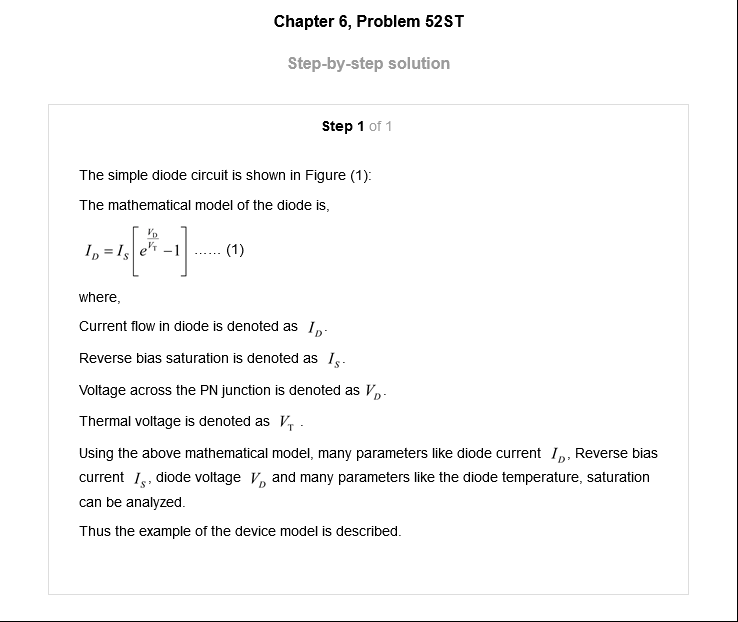 Chapter 6, Problem 52ST
Step-by-step solution
Step 1 of 1
The simple diode circuit is shown in Figure (1):
The mathematical model of the diode is,
I_D = I_S [ e^{V_D/V_T} − 1 ] ...... (1)
where,
Current flow in diode is denoted as I_D.
Reverse bias saturation is denoted as I_S.
Voltage across the PN junction is denoted as V_D.
Thermal voltage is denoted as V_T .
Using the above mathematical model, many parameters like diode current I_D, Reverse bias
current I_S, diode voltage V_D and many parameters like the diode temperature, saturation
can be analyzed.
Thus the example of the device model is described.